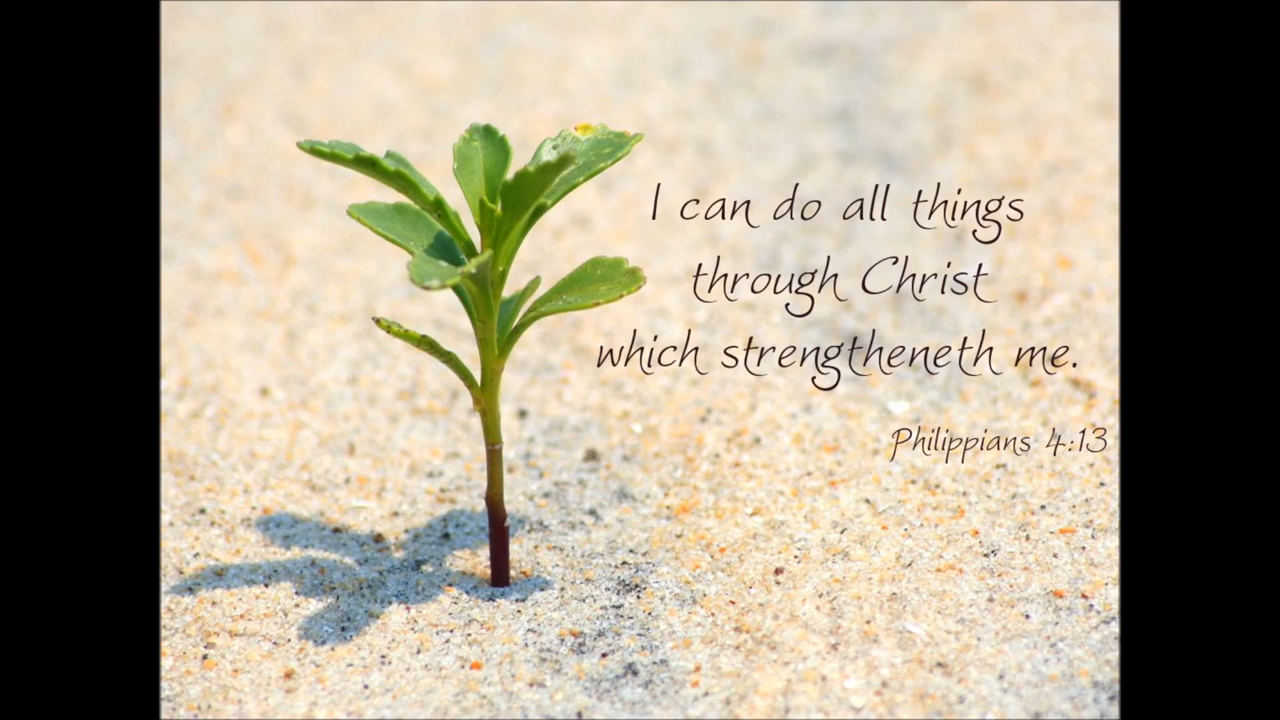 I can do all things
through Christ
which strengtheneth me.
Philippians 4:13